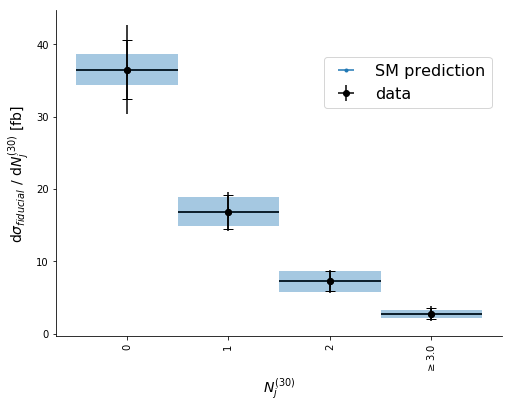 40
30
20
10
0
dσ_fiducial / dN_j^(30) [fb]
SM prediction
data
0
1
2
≥ 3.0
N_j^(30)